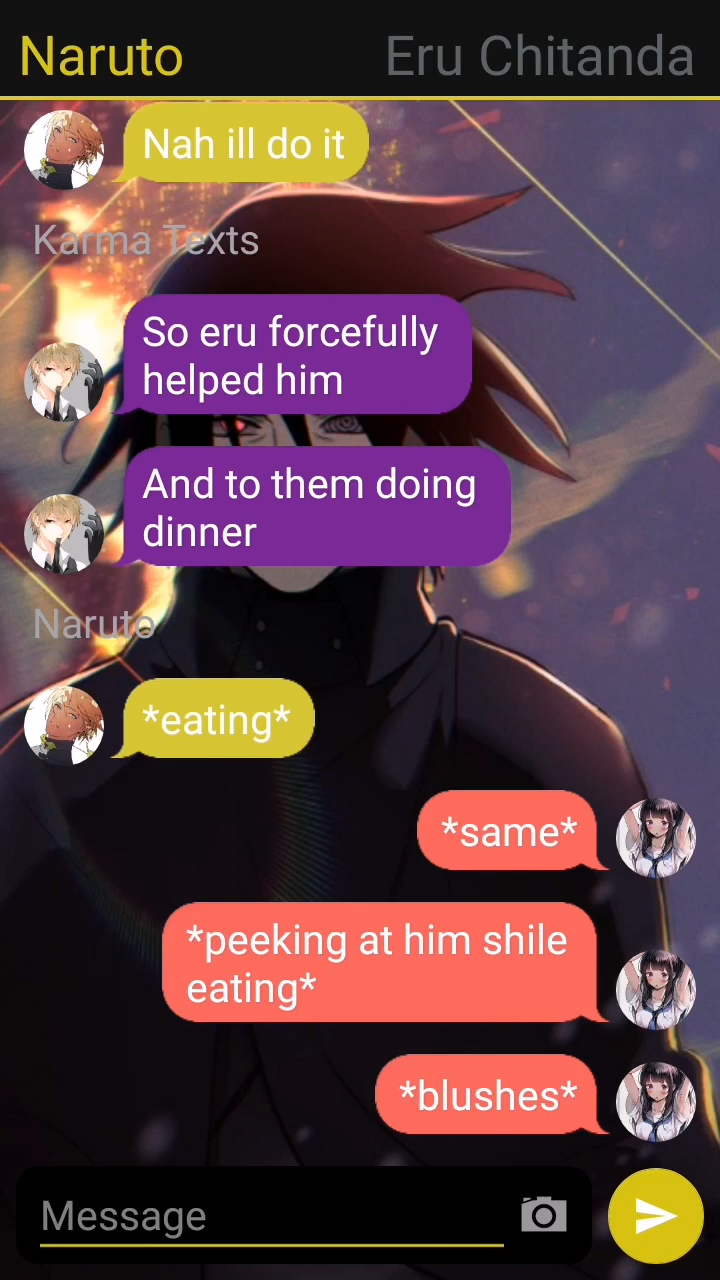 Naruto
Eru Chitanda
Nah ill do it
Karma Texts
So eru forcefully
helped him
And to them doing
dinner
Naruto
*eating*
*same*
*peeking at him shile
eating*
*blushes*
Message